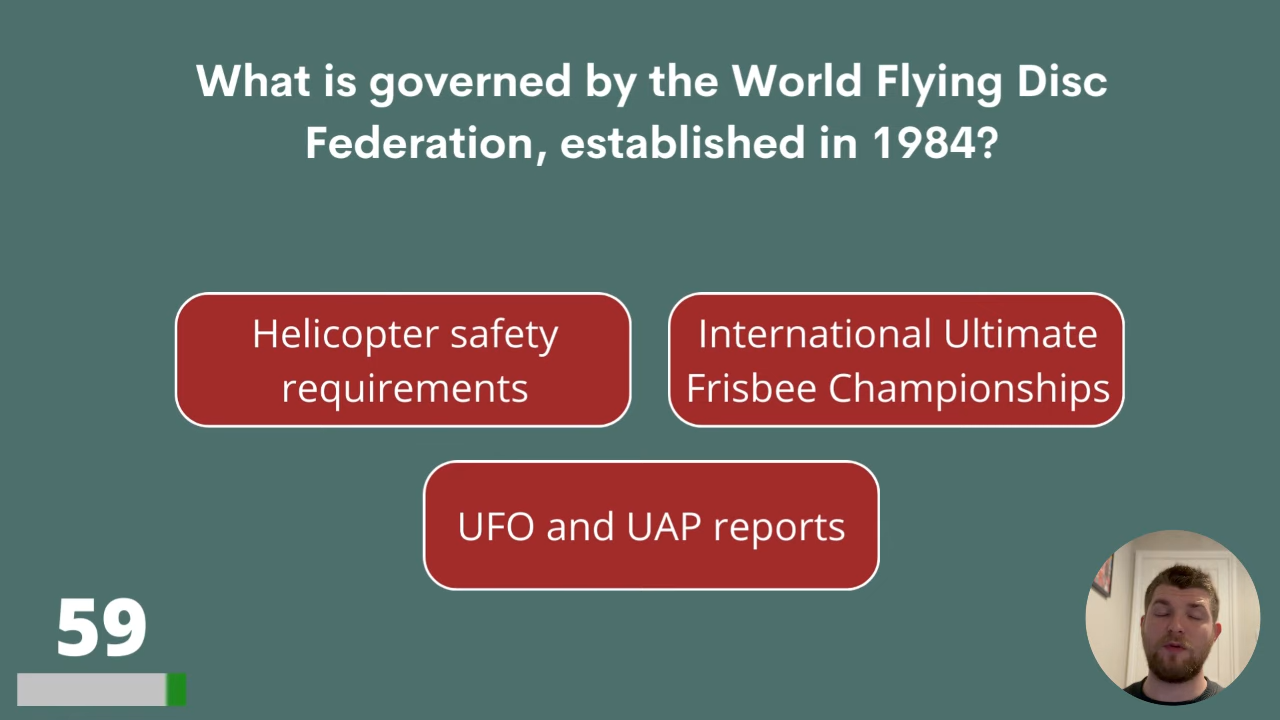 What is governed by the World Flying Disc
Federation, established in 1984?
Helicopter safety
requirements
International Ultimate
Frisbee Championships
UFO and UAP reports
59